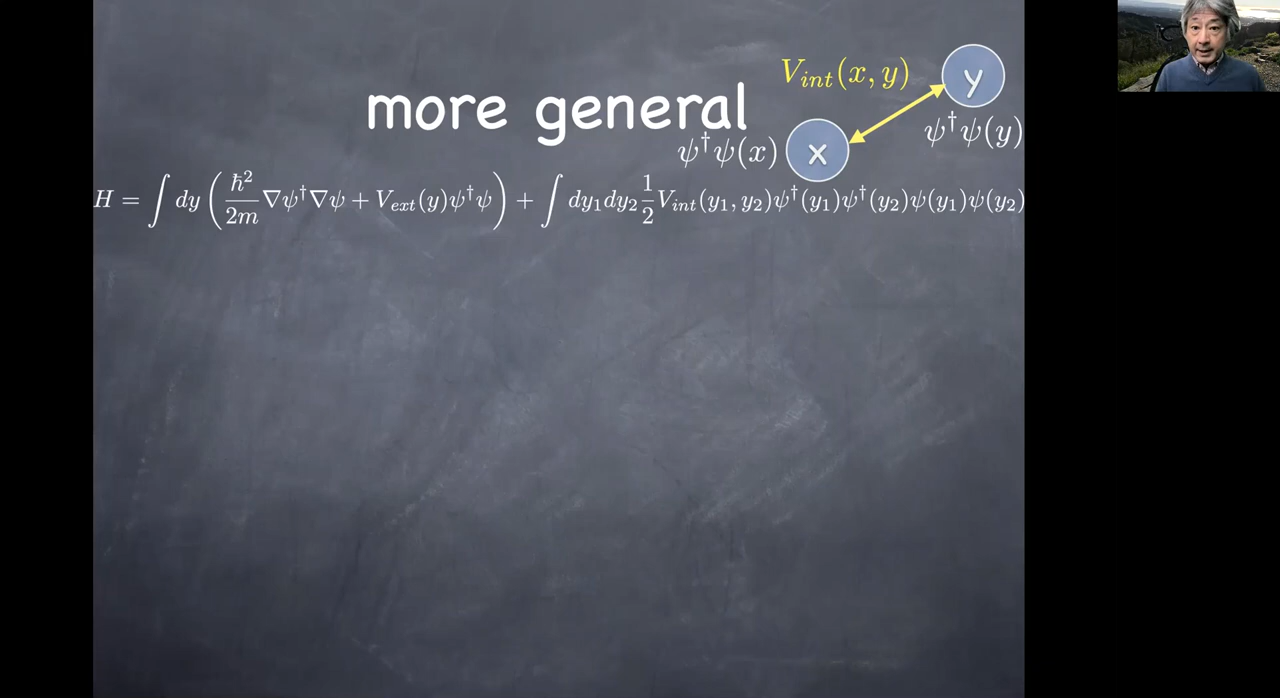 V_{int}(x, y)
y
more general
ψ†ψ(y)
ψ†ψ(x)
x
H = ∫ dy ( ℏ²/2m ∇ψ†∇ψ + V_{ext}(y)ψ†ψ ) + ∫ dy₁dy₂ 1/2 V_{int}(y₁, y₂)ψ†(y₁)ψ†(y₂)ψ(y₁)ψ(y₂)